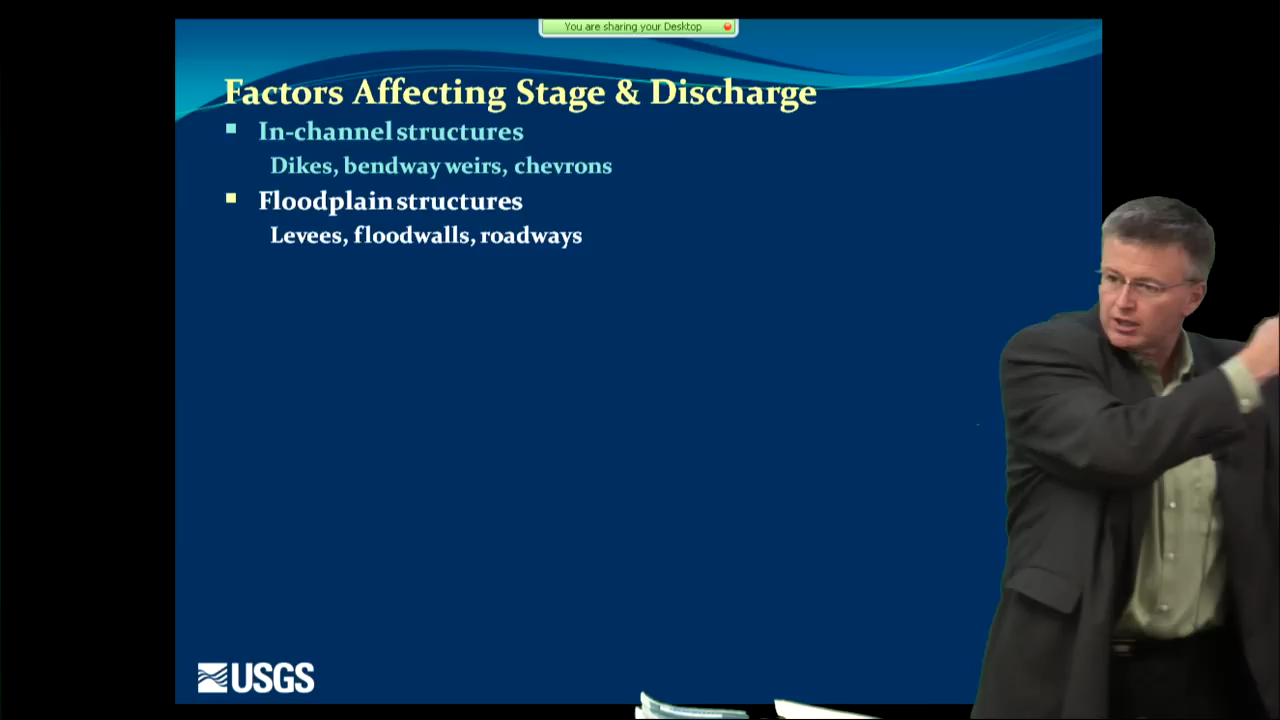 You are sharing your Desktop
Factors Affecting Stage & Discharge
In-channel structures
Dikes, bendway weirs, chevrons
Floodplain structures
Levees, floodwalls, roadways
USGS